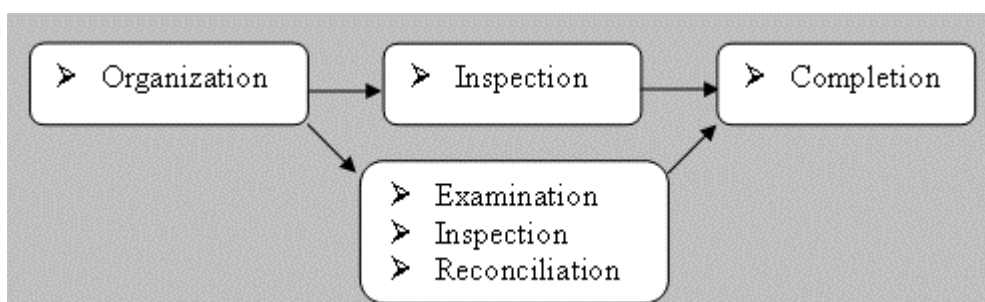 ➢ Organization
➢ Inspection
➢ Completion
➢ Examination
➢ Inspection
➢ Reconciliation